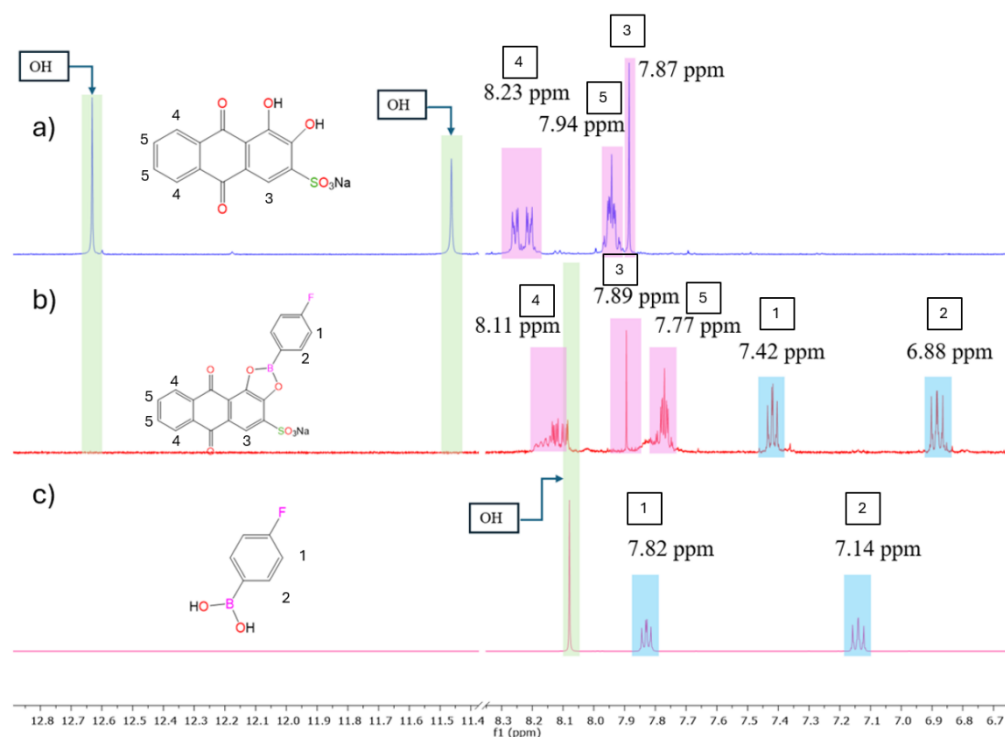 3
OH
4
7.87 ppm
8.23 ppm
5
OH
7.94 ppm
a)
O
OH
4
OH
5
5
SO₃Na
4
O
3
3
b)
F
4
7.89 ppm
5
1
2
8.11 ppm
7.77 ppm
7.42 ppm
6.88 ppm
1
2
B
O
O
O
4
5
5
SO₃Na
4
3
O
c)
OH
1
2
F
7.82 ppm
7.14 ppm
1
2
HO
B
OH
12.8 12.7 12.6 12.5 12.4 12.3 12.2 12.1 12.0 11.9 11.8 11.7 11.6 11.5 11.4 8.3 8.2 8.1 8.0 7.9 7.8 7.7 7.6 7.5 7.4 7.3 7.2 7.1 7.0 6.9 6.8 6.7
f1 (ppm)